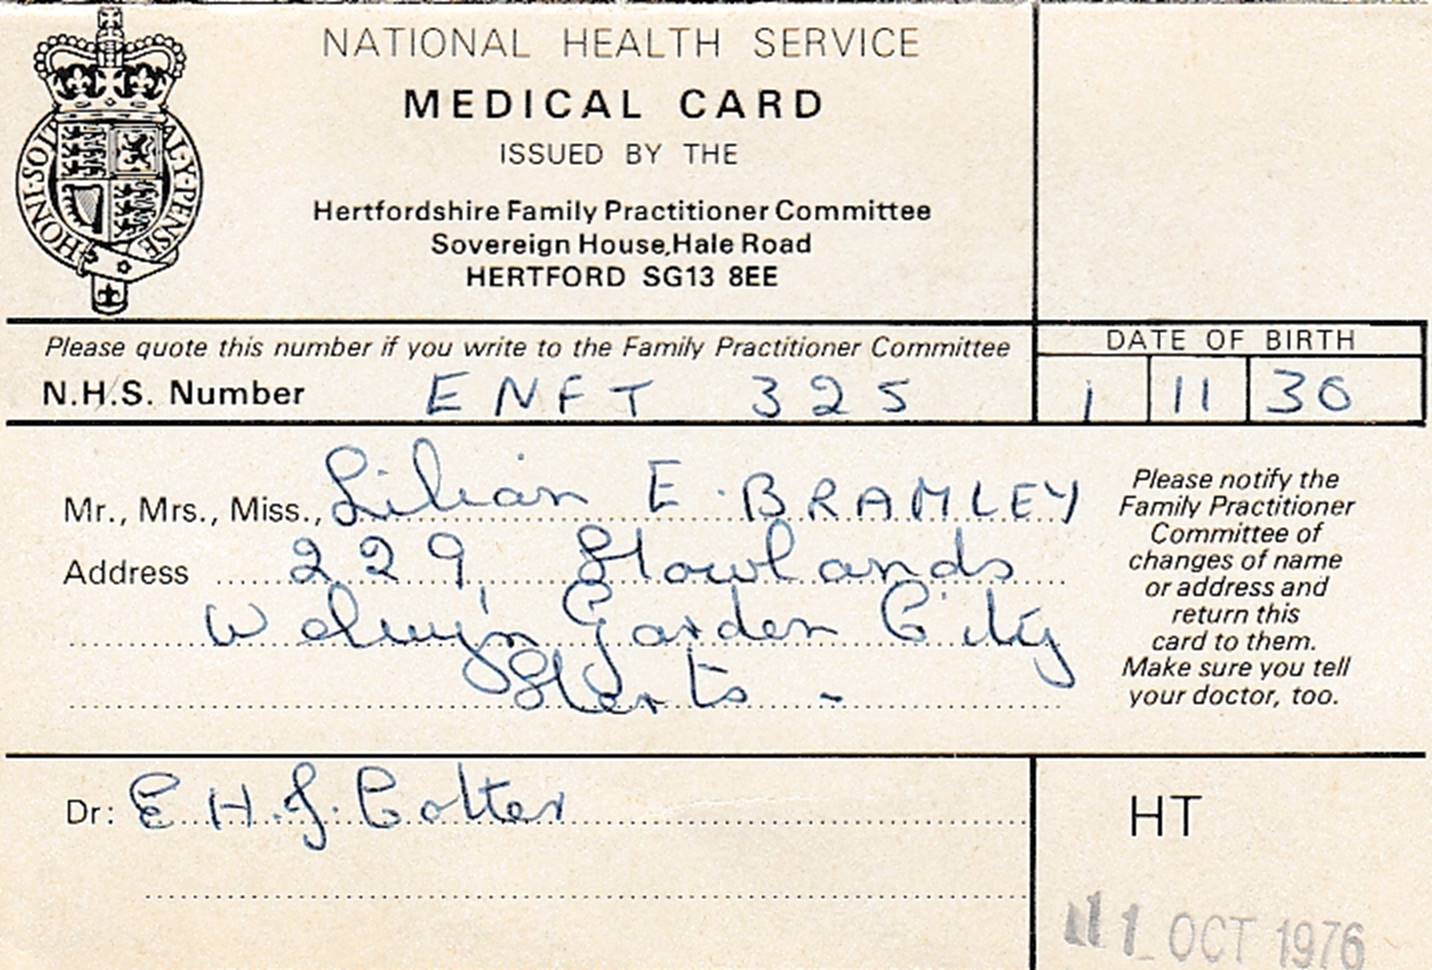 NATIONAL HEALTH SERVICE
MEDICAL CARD
ISSUED BY THE
Hertfordshire Family Practitioner Committee
Sovereign House, Hale Road
HERTFORD SG13 8EE
HONI·SOIT AL·Y·PENSE
Please quote this number if you write to the Family Practitioner Committee
N.H.S. Number ENFT 325
DATE OF BIRTH
1 11 30
Mr., Mrs., Miss., Lilian E. BRAMLEY
Address 229, Howlands
Welwyn Garden City
Herts -
Please notify the
Family Practitioner
Committee of
changes of name
or address and
return this
card to them.
Make sure you tell
your doctor, too.
Dr: E.H.J. Cotter
HT
OCT 1976